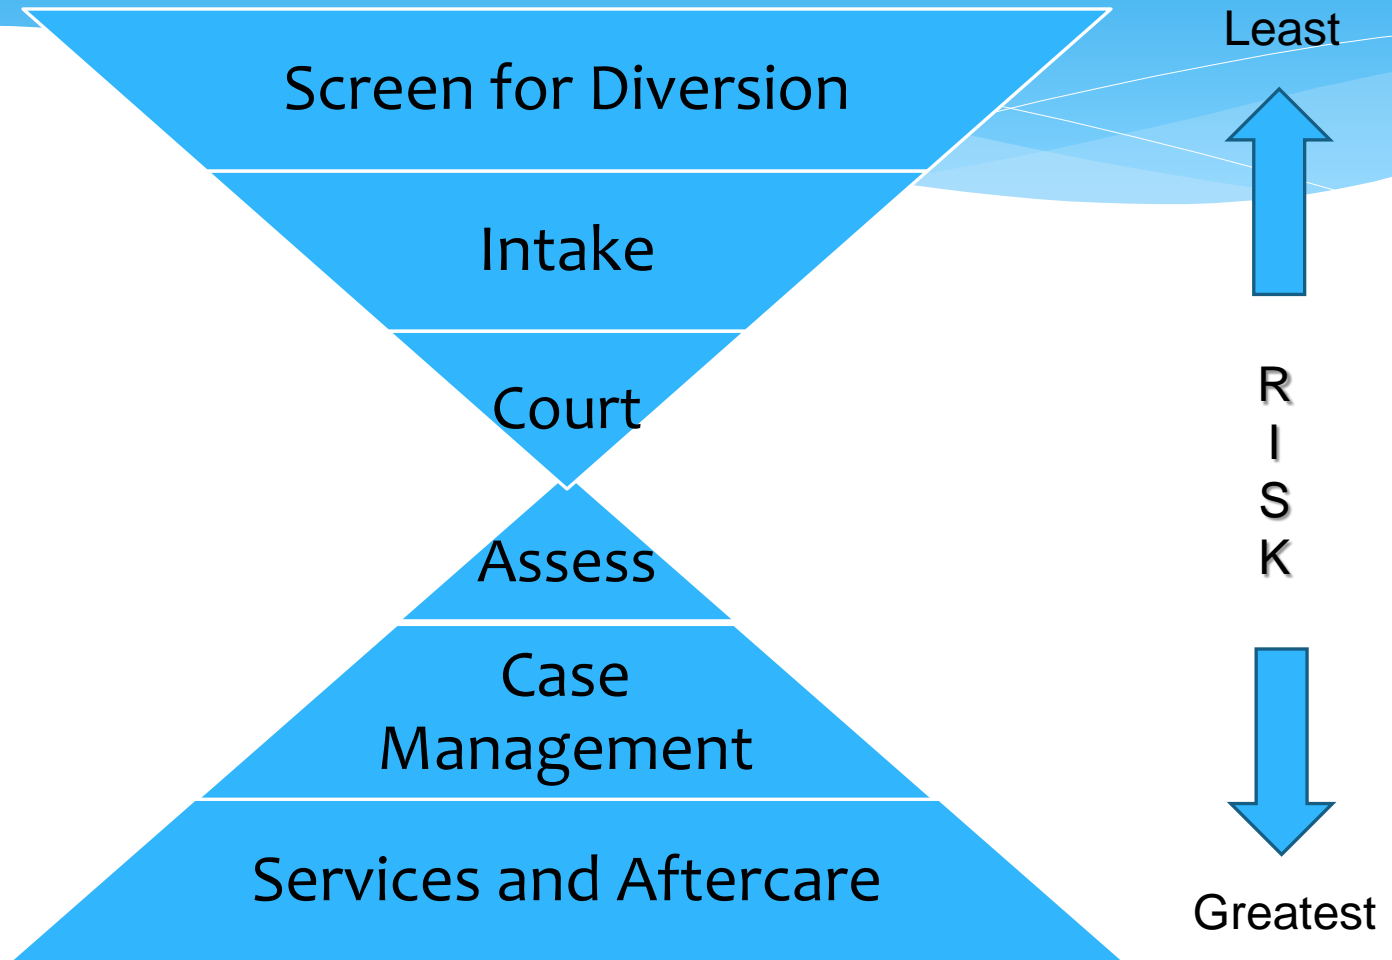 Screen for Diversion
Intake
Court
Assess
Case
Management
Services and Aftercare
Least
R
I
S
K
Greatest